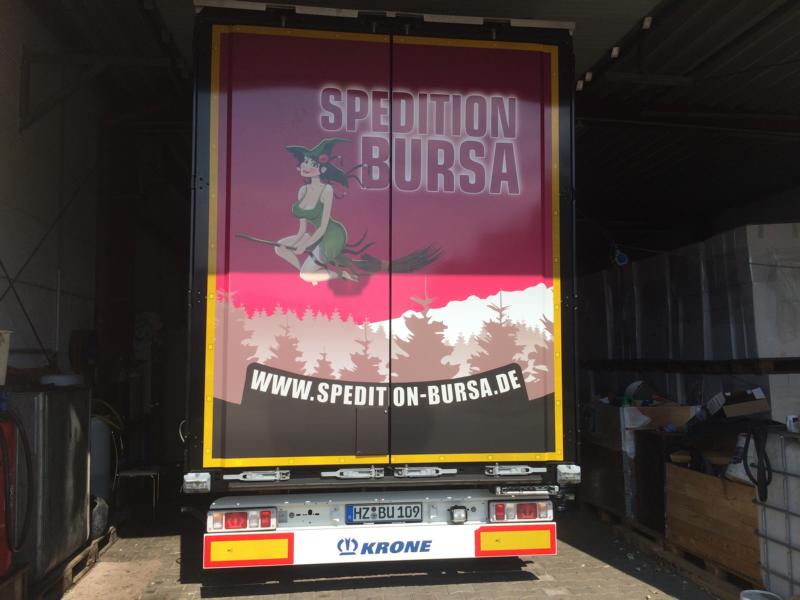 SPEDITION
BURSA
WWW.SPEDITION-BURSA.DE
HZ BU 109
KRONE